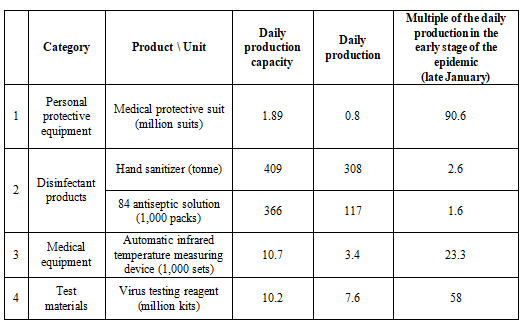 Category
Product \ Unit
Daily
production
capacity
Daily
production
Multiple of the daily
production in the
early stage of the
epidemic
(late January)
1
Personal
protective
equipment
Medical protective suit
(million suits)
1.89
0.8
90.6
2
Disinfectant
products
Hand sanitizer (tonne)
409
308
2.6
84 antiseptic solution
(1,000 packs)
366
117
1.6
3
Medical
equipment
Automatic infrared
temperature measuring
device (1,000 sets)
10.7
3.4
23.3
4
Test
materials
Virus testing reagent
(million kits)
10.2
7.6
58